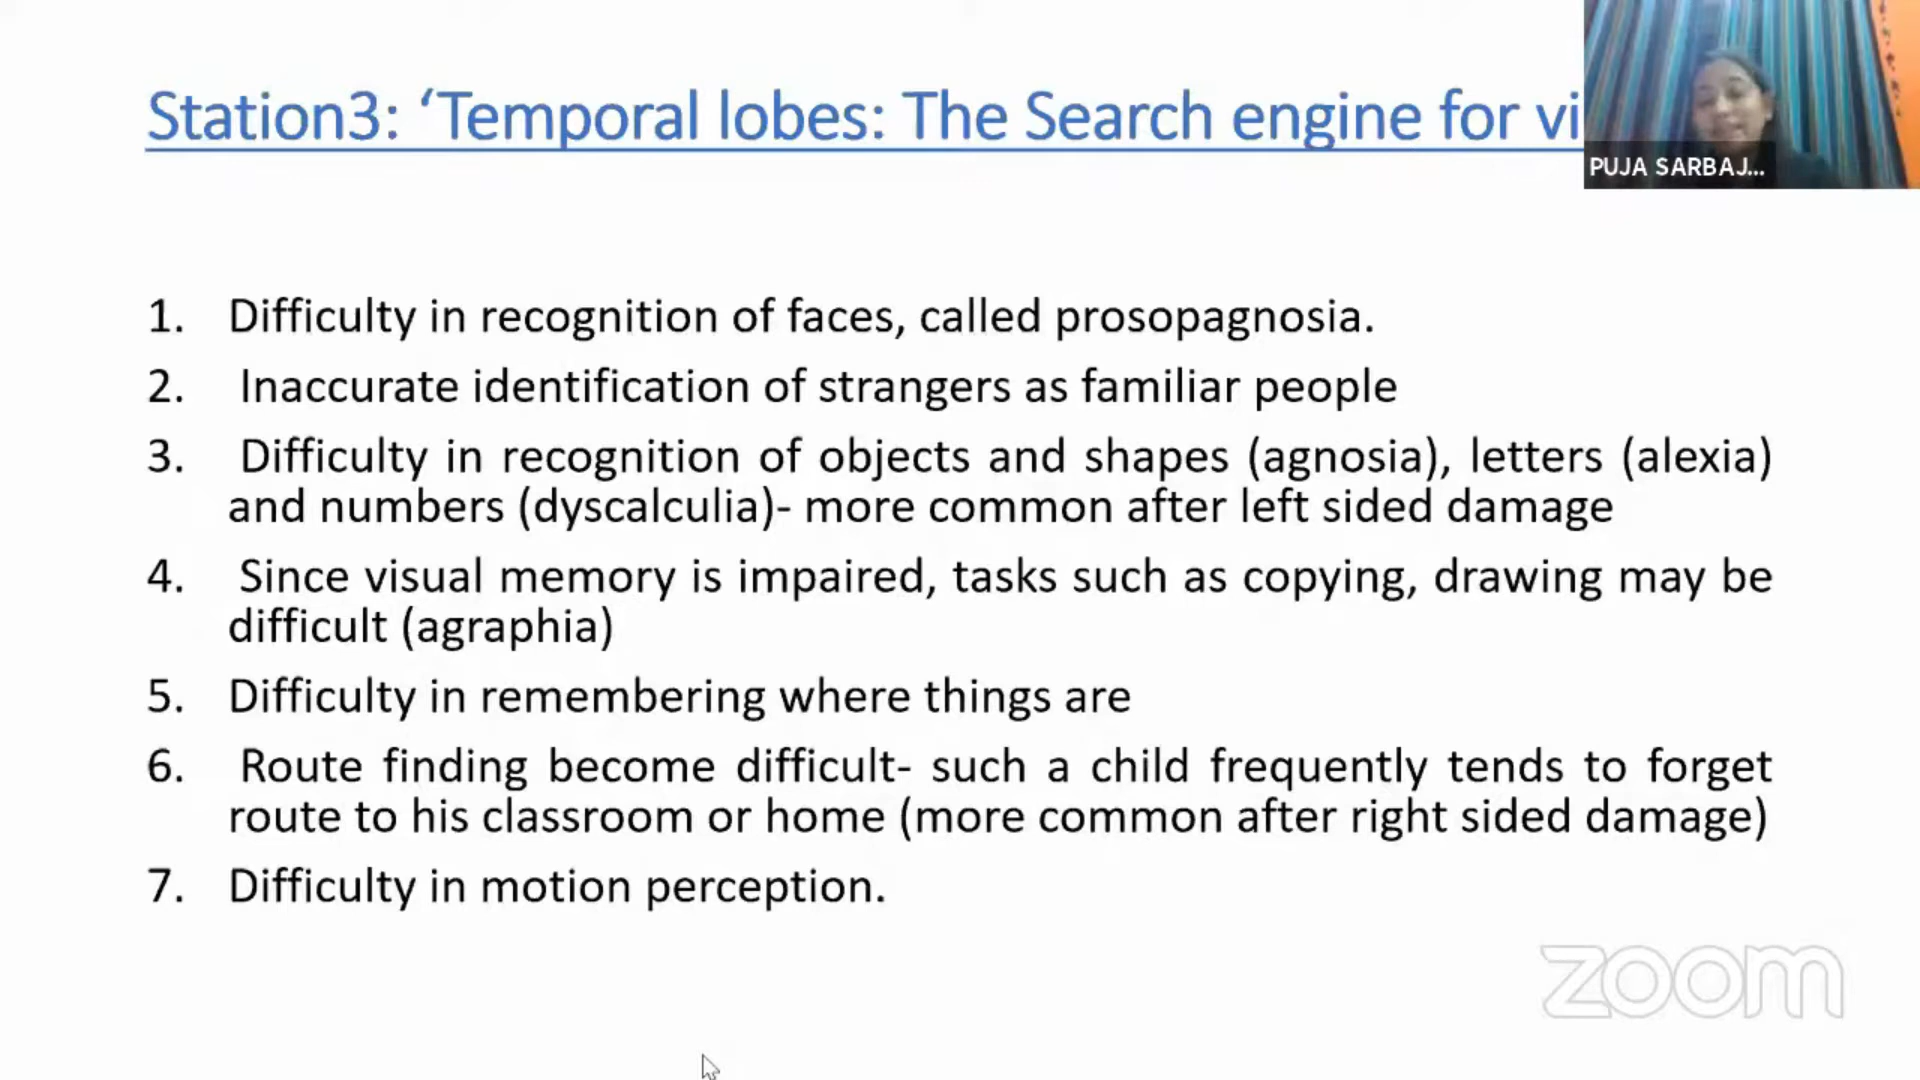 Station3: ‘Temporal lobes: The Search engine for vi
PUJA SARBAJ...
1. Difficulty in recognition of faces, called prosopagnosia.
2. Inaccurate identification of strangers as familiar people
3. Difficulty in recognition of objects and shapes (agnosia), letters (alexia)
and numbers (dyscalculia)- more common after left sided damage
4. Since visual memory is impaired, tasks such as copying, drawing may be
difficult (agraphia)
5. Difficulty in remembering where things are
6. Route finding become difficult- such a child frequently tends to forget
route to his classroom or home (more common after right sided damage)
7. Difficulty in motion perception.
zoom